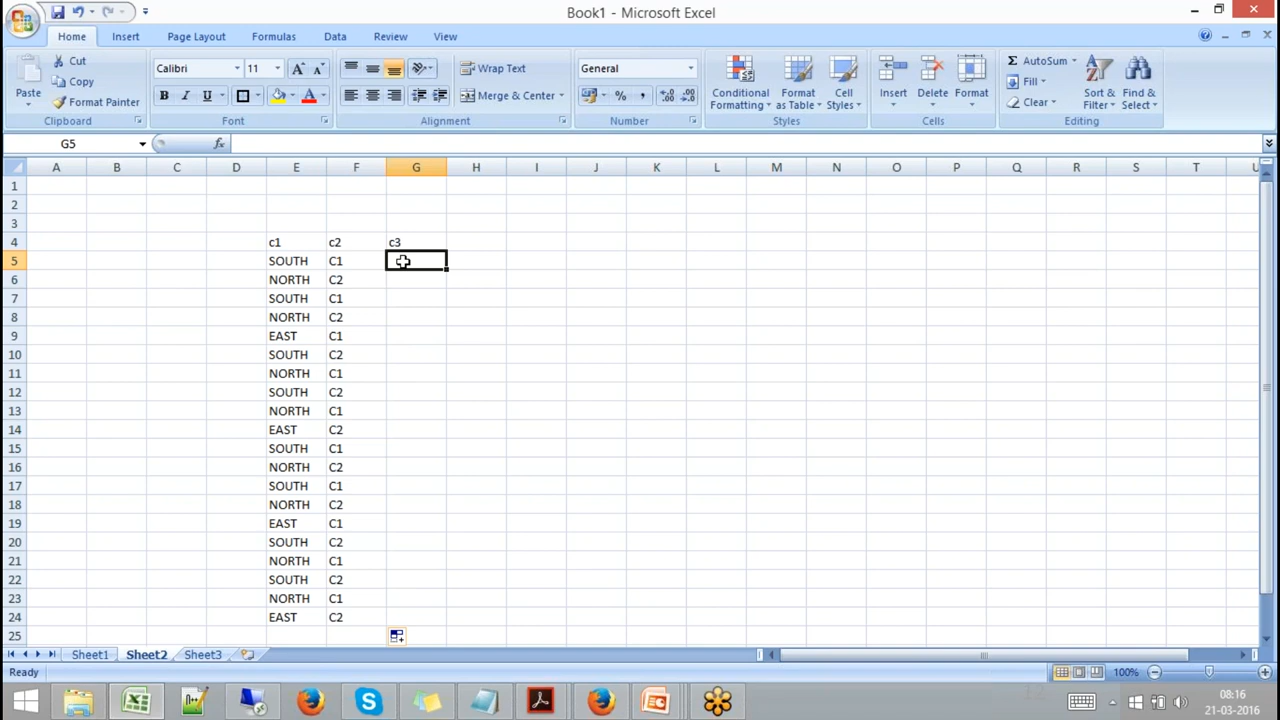 Book1 - Microsoft Excel
Home Insert Page Layout Formulas Data Review View
Paste Cut Calibri 11 A A Wrap Text General Conditional Formatting Format as Table Cell Styles Insert Delete Format Σ AutoSum Sort & Filter Find & Select
Copy Fill
Format Painter B I U A Merge & Center % , Clear
Clipboard Font Alignment Number Styles Cells Editing
G5 fx
A B C D E F G H I J K L M N O P Q R S T U
1
2
3
4 c1 c2 c3
5 SOUTH C1
6 NORTH C2
7 SOUTH C1
8 NORTH C2
9 EAST C1
10 SOUTH C2
11 NORTH C1
12 SOUTH C2
13 NORTH C1
14 EAST C2
15 SOUTH C1
16 NORTH C2
17 SOUTH C1
18 NORTH C2
19 EAST C1
20 SOUTH C2
21 NORTH C1
22 SOUTH C2
23 NORTH C1
24 EAST C2
25
Sheet1 Sheet2 Sheet3
Ready 100%
08:16
21-03-2016